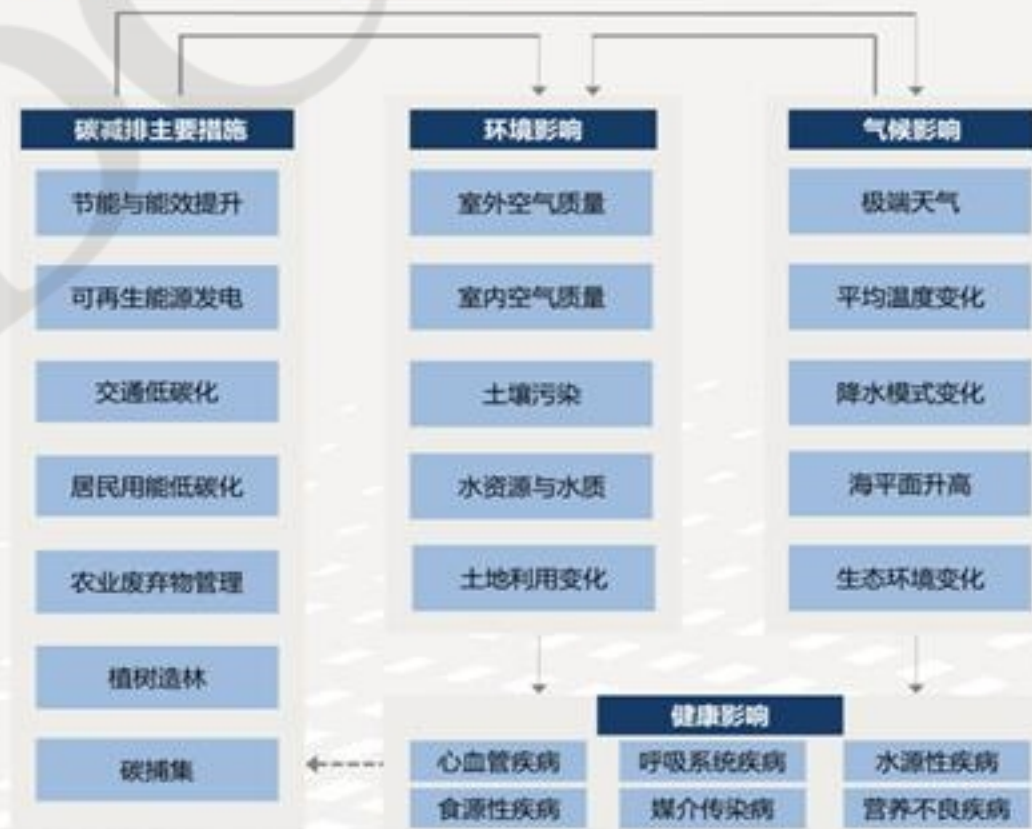 碳减排主要措施
节能与能效提升
可再生能源发电
交通低碳化
居民用能低碳化
农业废弃物管理
植树造林
碳捕集
环境影响
室外空气质量
室内空气质量
土壤污染
水资源与水质
土地利用变化
气候影响
极端天气
平均温度变化
降水模式变化
海平面升高
生态环境变化
健康影响
心血管疾病 呼吸系统疾病 水源性疾病
食源性疾病 媒介传染病 营养不良疾病